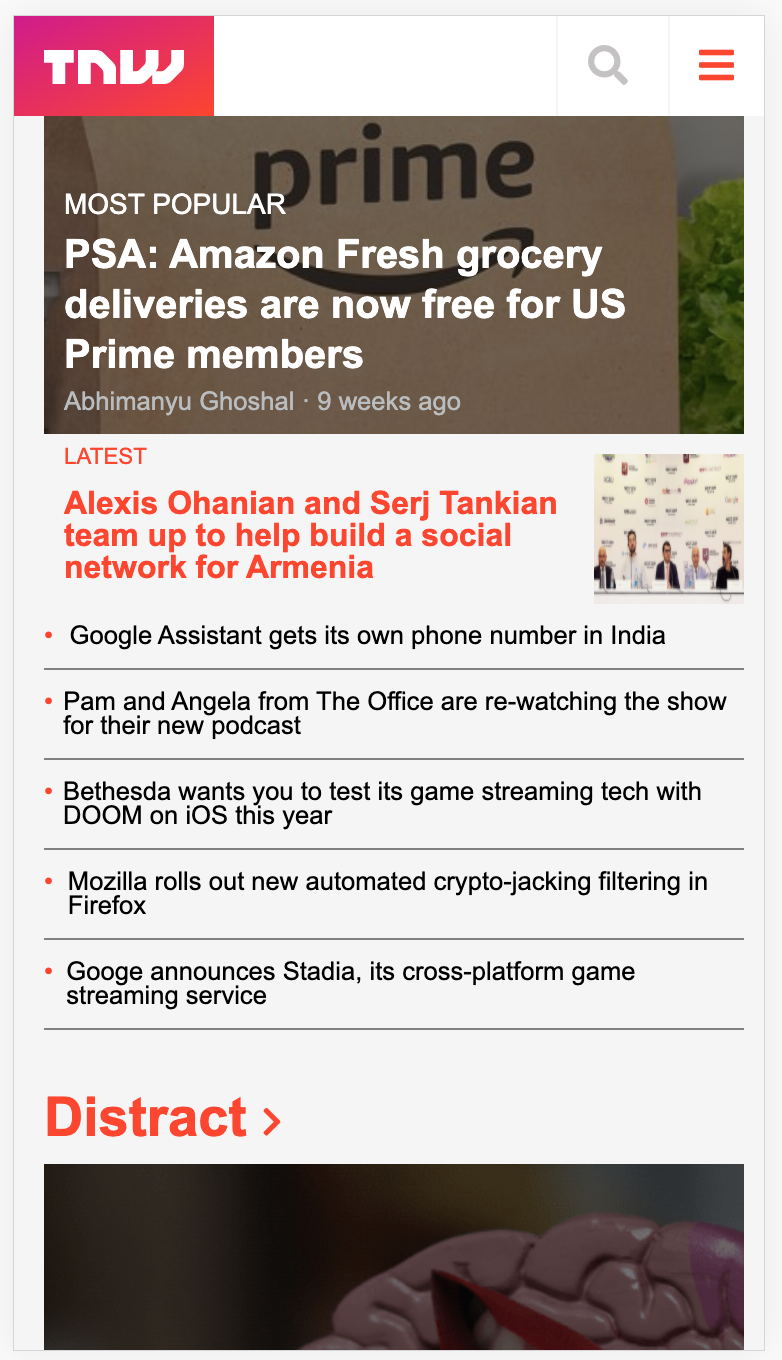 TNW
prime
MOST POPULAR
PSA: Amazon Fresh grocery
deliveries are now free for US
Prime members
Abhimanyu Ghoshal · 9 weeks ago
LATEST
Alexis Ohanian and Serj Tankian
team up to help build a social
network for Armenia
• Google Assistant gets its own phone number in India
• Pam and Angela from The Office are re-watching the show
for their new podcast
• Bethesda wants you to test its game streaming tech with
DOOM on iOS this year
• Mozilla rolls out new automated crypto-jacking filtering in
Firefox
• Googe announces Stadia, its cross-platform game
streaming service
Distract >